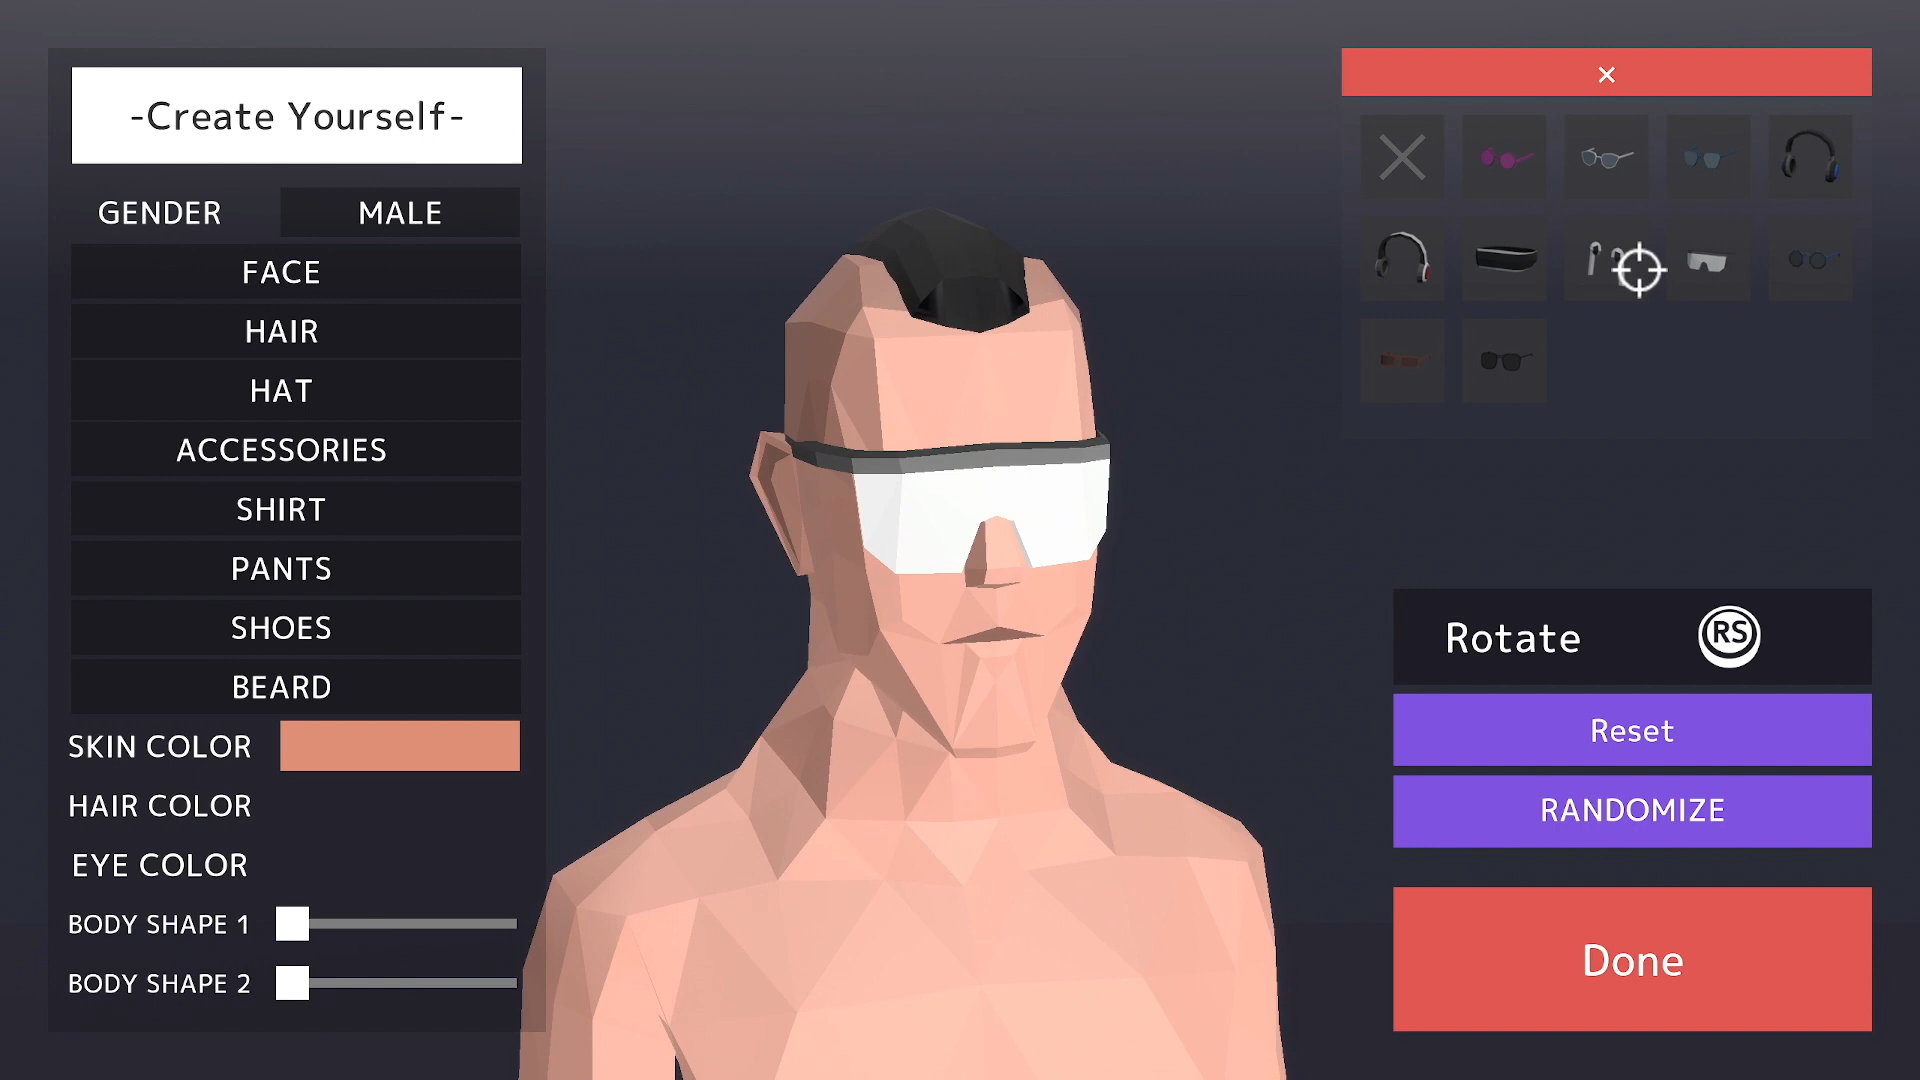 -Create Yourself-
GENDER MALE
FACE
HAIR
HAT
ACCESSORIES
SHIRT
PANTS
SHOES
BEARD
SKIN COLOR
HAIR COLOR
EYE COLOR
BODY SHAPE 1
BODY SHAPE 2
×
Rotate RS
Reset
RANDOMIZE
Done